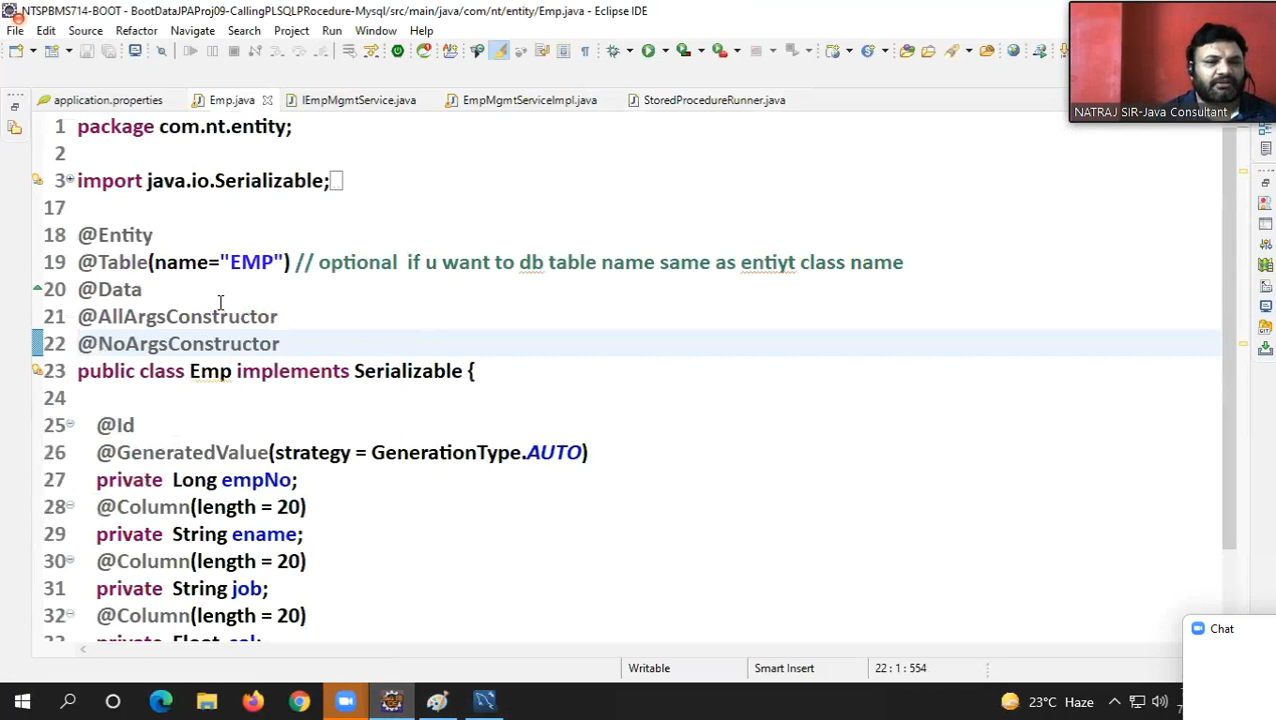 NTSPBMS714-BOOT - BootDataJPAProj09-CallingPLSQLPRocedure-Mysql/src/main/java/com/nt/entity/Emp.java - Eclipse IDE
File Edit Source Refactor Navigate Search Project Run Window Help
NATRAJ SIR-Java Consultant
application.properties Emp.java IEmpMgmtService.java EmpMgmtServiceImpl.java StoredProcedureRunner.java
1 package com.nt.entity;
2
3 import java.io.Serializable;
17
18 @Entity
19 @Table(name="EMP") // optional if u want to db table name same as entiyt class name
20 @Data
21 @AllArgsConstructor
22 @NoArgsConstructor
23 public class Emp implements Serializable {
24
25 @Id
26 @GeneratedValue(strategy = GenerationType.AUTO)
27 private Long empNo;
28 @Column(length = 20)
29 private String ename;
30 @Column(length = 20)
31 private String job;
32 @Column(length = 20)
33 private Float sal;
Chat
Writable Smart Insert 22 : 1 : 554
23°C Haze